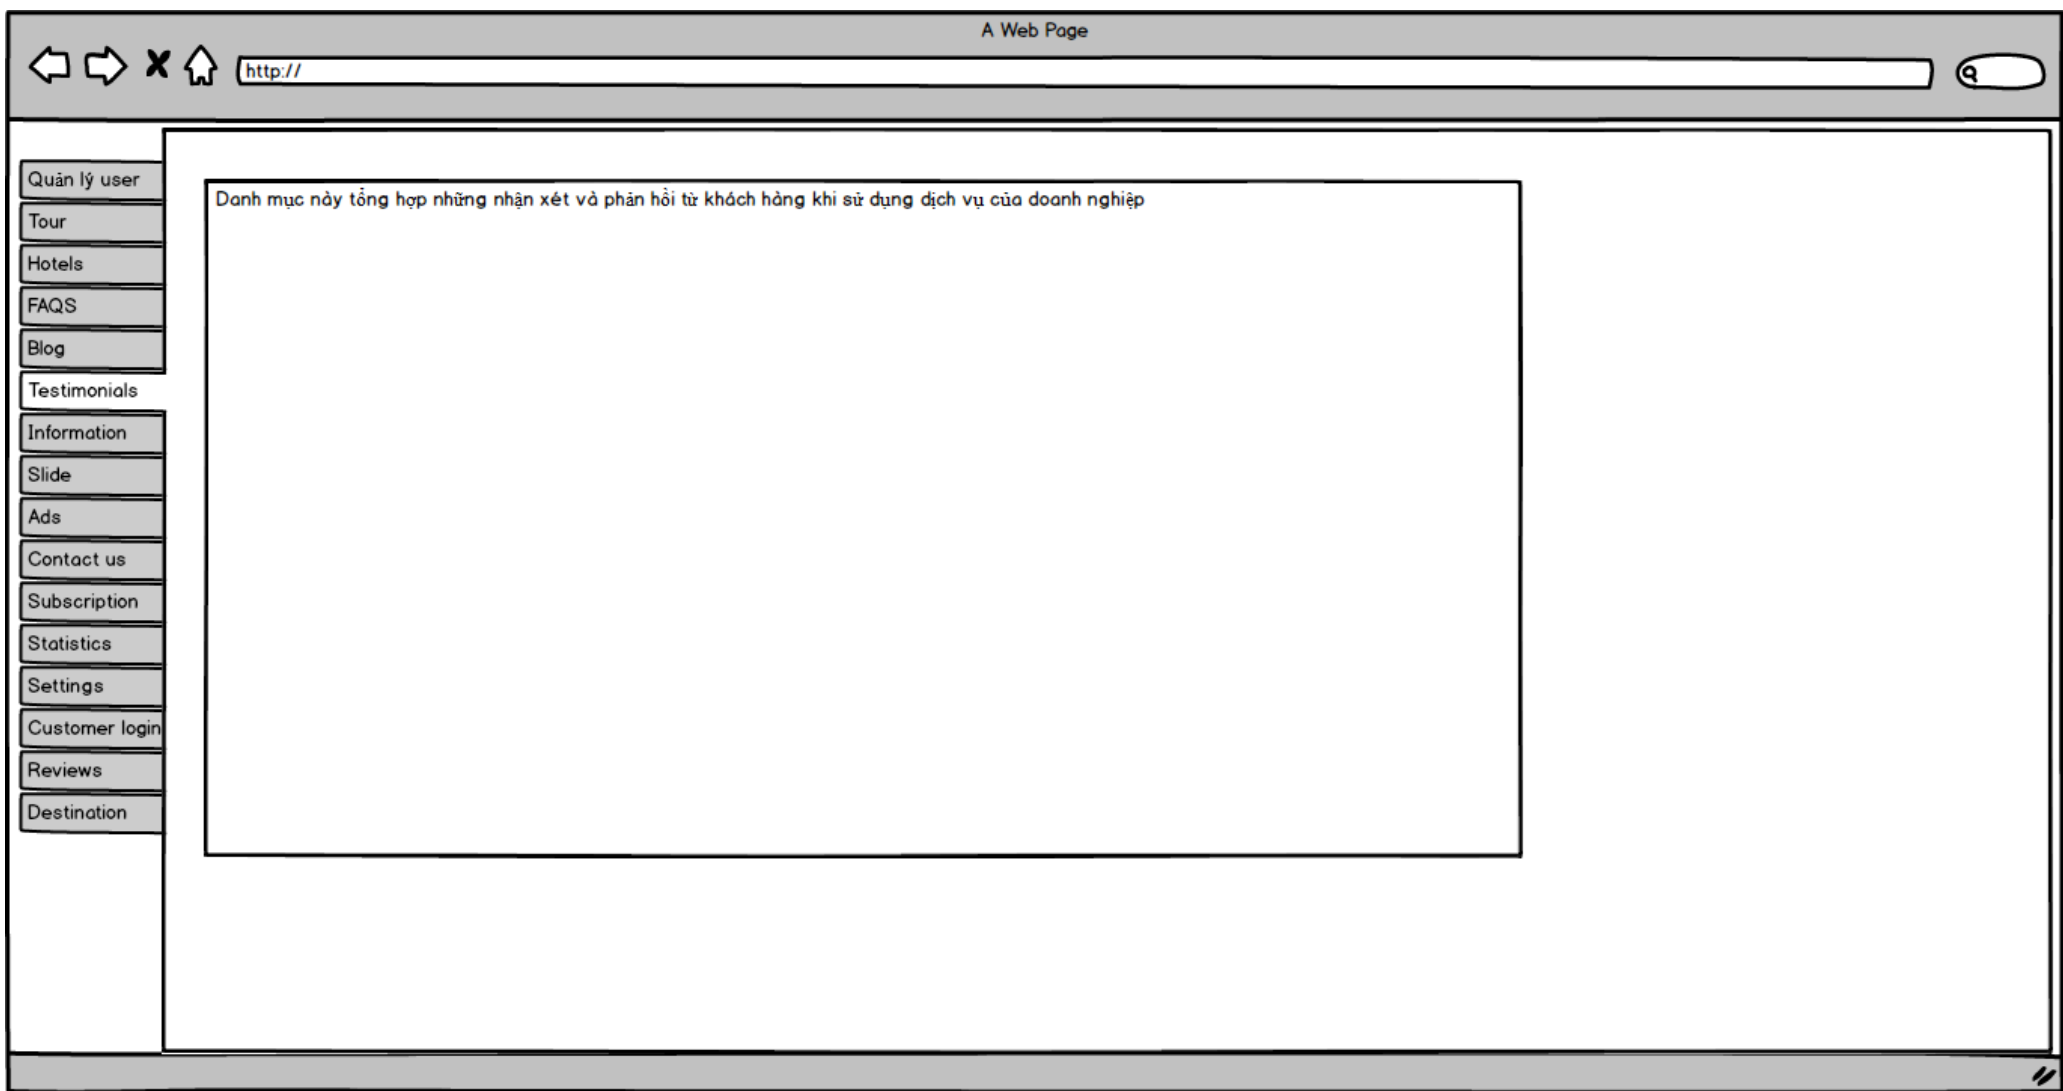 A Web Page
http://
Quản lý user
Tour
Hotels
FAQS
Blog
Testimonials
Information
Slide
Ads
Contact us
Subscription
Statistics
Settings
Customer login
Reviews
Destination
Danh mục này tổng hợp những nhận xét và phản hồi từ khách hàng khi sử dụng dịch vụ của doanh nghiệp